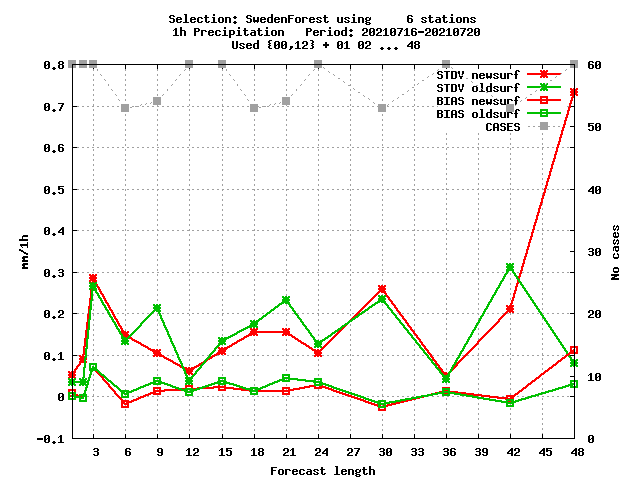 Selection: SwedenForest using 6 stations
1h Precipitation Period: 20210716-20210720
Used {00,12} + 01 02 ... 48
STDV newsurf
STDV oldsurf
BIAS newsurf
BIAS oldsurf
CASES
0.8
0.7
0.6
0.5
0.4
0.3
0.2
0.1
0
-0.1
mm/1h
60
50
40
30
20
10
0
No cases
3 6 9 12 15 18 21 24 27 30 33 36 39 42 45 48
Forecast length